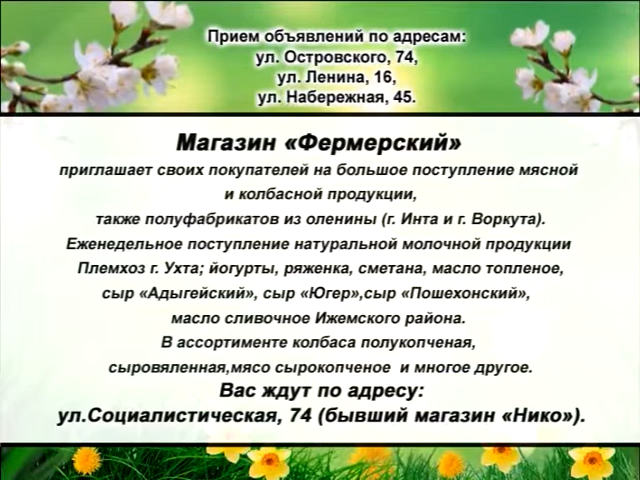 Прием объявлений по адресам:
ул. Островского, 74,
ул. Ленина, 16,
ул. Набережная, 45.
Магазин «Фермерский»
приглашает своих покупателей на большое поступление мясной
и колбасной продукции,
также полуфабрикатов из оленины (г. Инта и г. Воркута).
Еженедельное поступление натуральной молочной продукции
Племхоз г. Ухта; йогурты, ряженка, сметана, масло топленое,
сыр «Адыгейский», сыр «Югер»,сыр «Пошехонский»,
масло сливочное Ижемского района.
В ассортименте колбаса полукопченая,
сыровяленная,мясо сырокопченое и многое другое.
Вас ждут по адресу:
ул.Социалистическая, 74 (бывший магазин «Нико»).